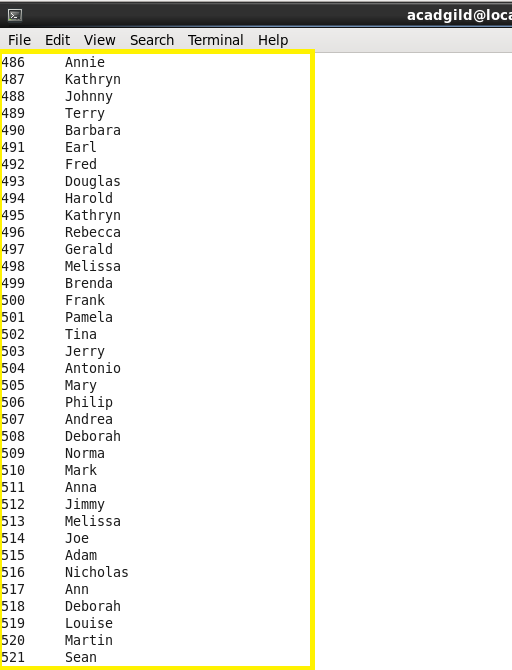 acadgild@loca
File Edit View Search Terminal Help
486 Annie
487 Kathryn
488 Johnny
489 Terry
490 Barbara
491 Earl
492 Fred
493 Douglas
494 Harold
495 Kathryn
496 Rebecca
497 Gerald
498 Melissa
499 Brenda
500 Frank
501 Pamela
502 Tina
503 Jerry
504 Antonio
505 Mary
506 Philip
507 Andrea
508 Deborah
509 Norma
510 Mark
511 Anna
512 Jimmy
513 Melissa
514 Joe
515 Adam
516 Nicholas
517 Ann
518 Deborah
519 Louise
520 Martin
521 Sean